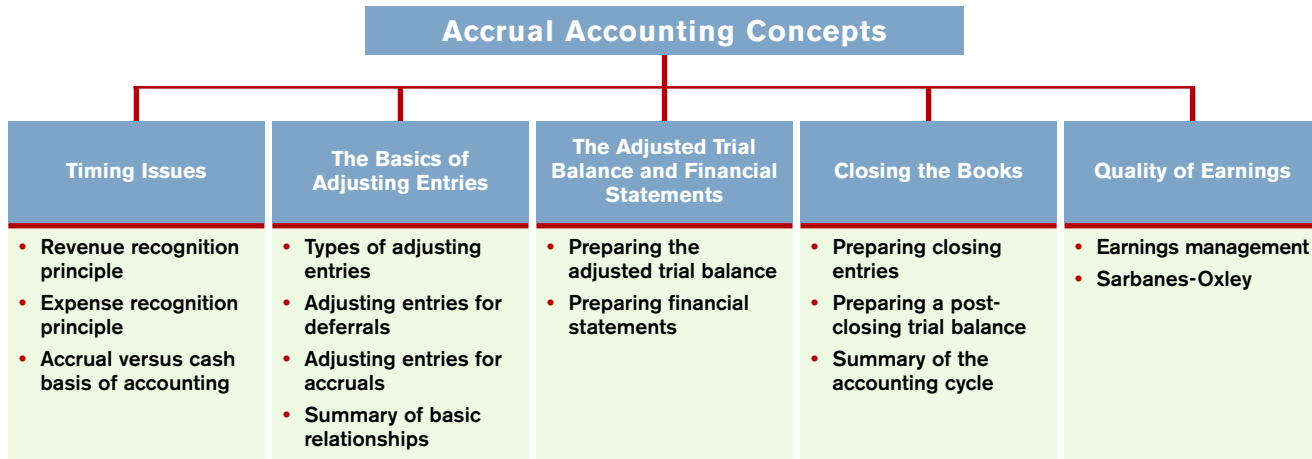 Accrual Accounting Concepts
Timing Issues
• Revenue recognition
principle
• Expense recognition
principle
• Accrual versus cash
basis of accounting
The Basics of
Adjusting Entries
• Types of adjusting
entries
• Adjusting entries for
deferrals
• Adjusting entries for
accruals
• Summary of basic
relationships
The Adjusted Trial
Balance and Financial
Statements
• Preparing the
adjusted trial balance
• Preparing financial
statements
Closing the Books
• Preparing closing
entries
• Preparing a post-
closing trial balance
• Summary of the
accounting cycle
Quality of Earnings
• Earnings management
• Sarbanes-Oxley